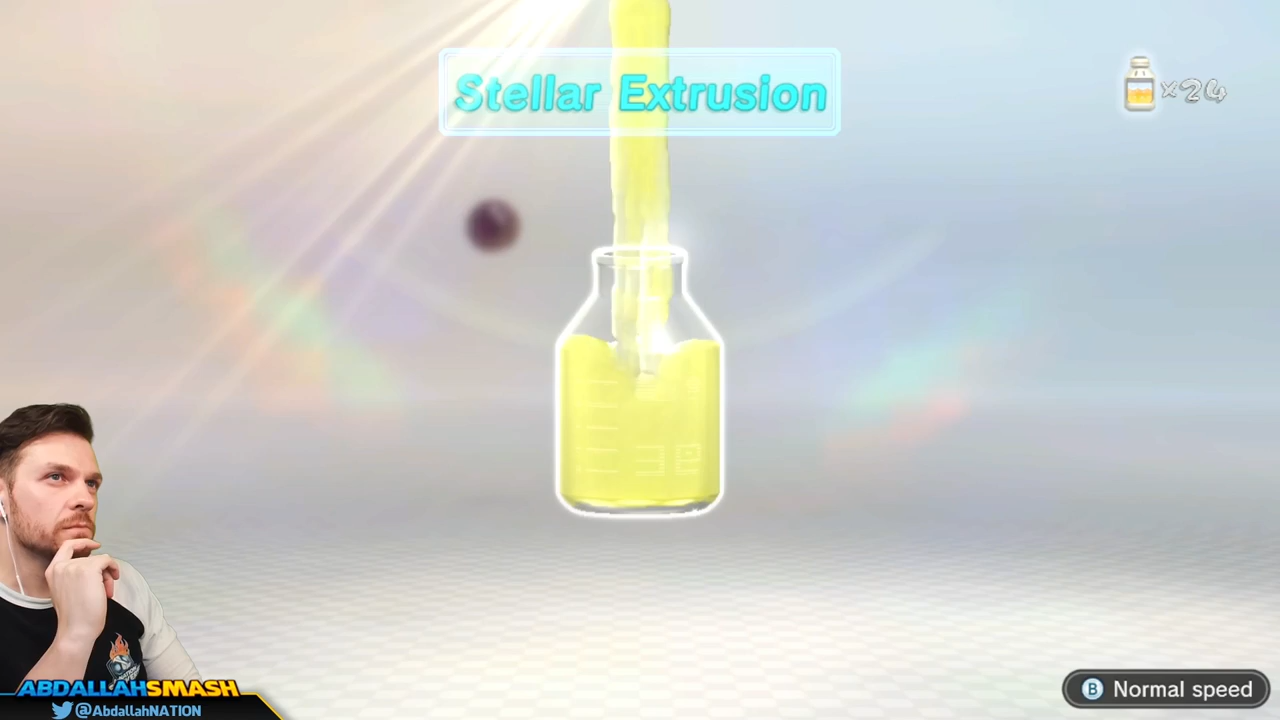 Stellar Extrusion
×24
ABDALLAHSMASH
@AbdallahNATION
B Normal speed